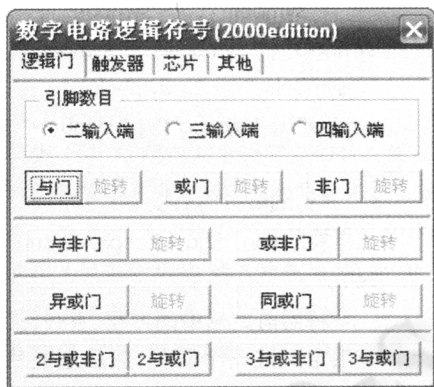 数字电路逻辑符号(2000edition)
逻辑门 触发器 芯片 其他
引脚数目
二输入端 三输入端 四输入端
与门 旋转 或门 旋转 非门 旋转
与非门 旋转 或非门 旋转
异或门 旋转 同或门 旋转
2与或非门 2与或门 3与或非门 3与或门